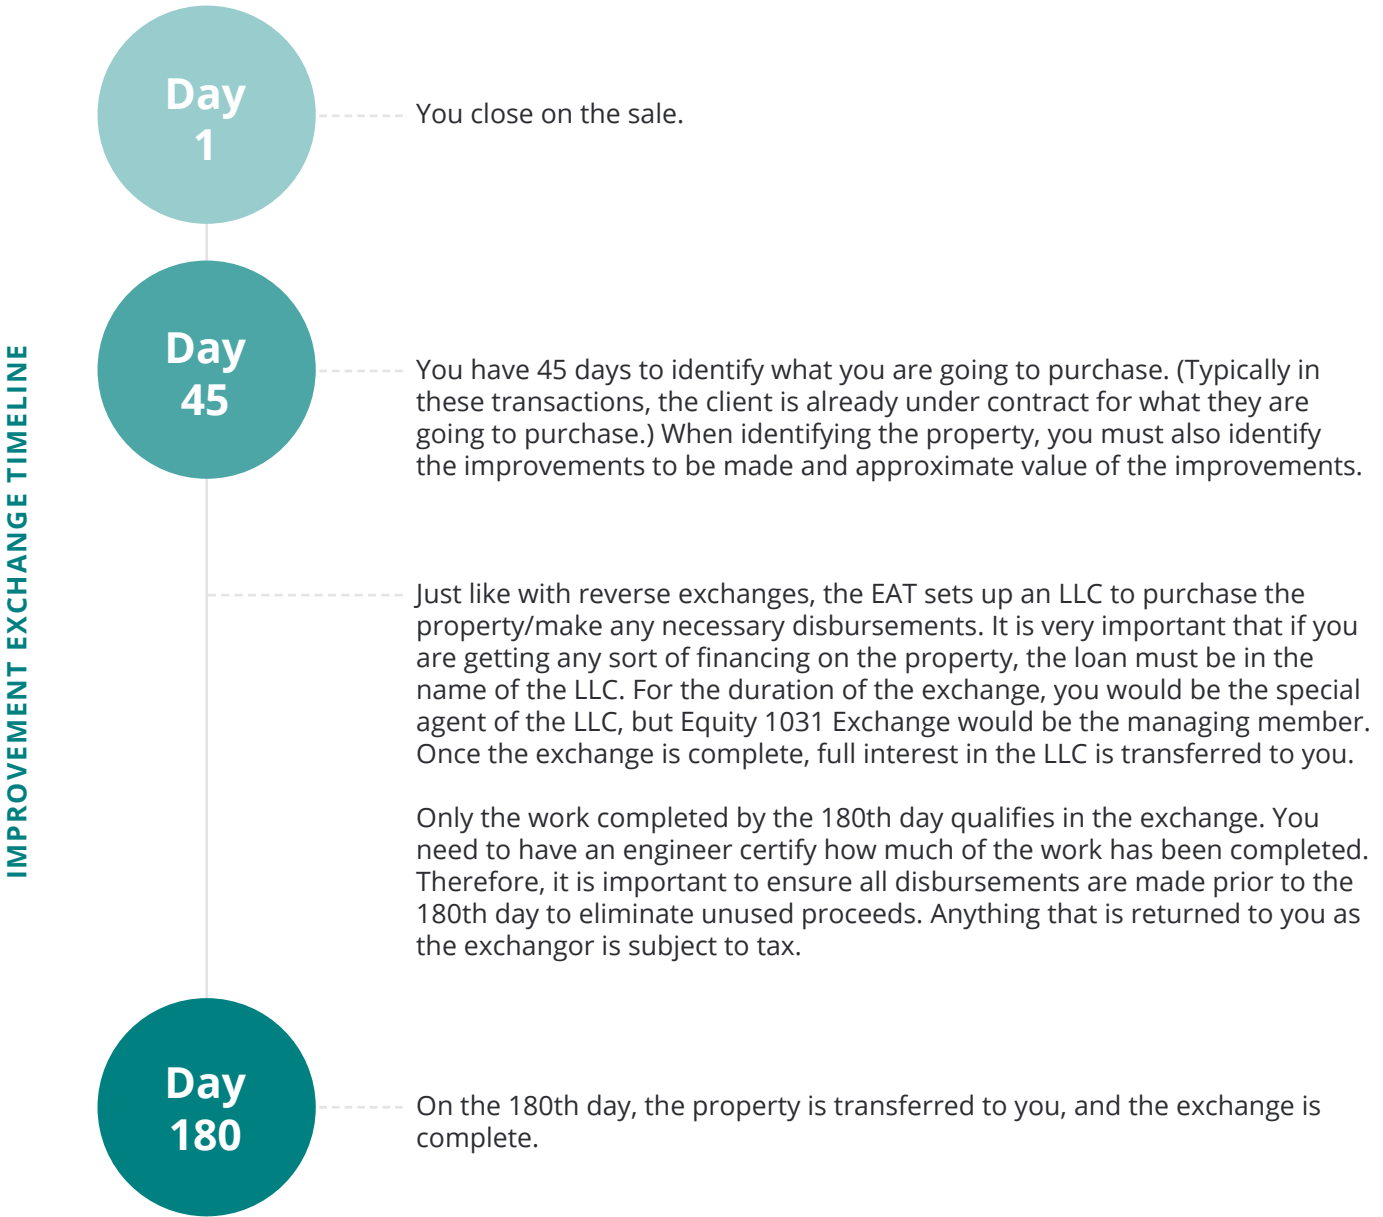 IMPROVEMENT EXCHANGE TIMELINE
Day
1
You close on the sale.
Day
45
You have 45 days to identify what you are going to purchase. (Typically in
these transactions, the client is already under contract for what they are
going to purchase.) When identifying the property, you must also identify
the improvements to be made and approximate value of the improvements.
Just like with reverse exchanges, the EAT sets up an LLC to purchase the
property/make any necessary disbursements. It is very important that if you
are getting any sort of financing on the property, the loan must be in the
name of the LLC. For the duration of the exchange, you would be the special
agent of the LLC, but Equity 1031 Exchange would be the managing member.
Once the exchange is complete, full interest in the LLC is transferred to you.
Only the work completed by the 180th day qualifies in the exchange. You
need to have an engineer certify how much of the work has been completed.
Therefore, it is important to ensure all disbursements are made prior to the
180th day to eliminate unused proceeds. Anything that is returned to you as
the exchangor is subject to tax.
Day
180
On the 180th day, the property is transferred to you, and the exchange is
complete.